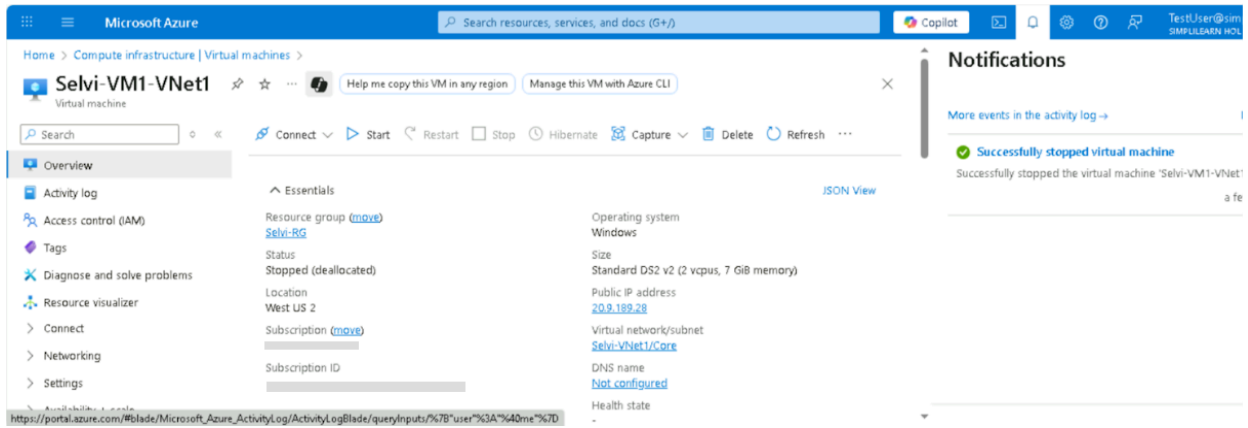 Microsoft Azure
Search resources, services, and docs (G+/)
Copilot
TestUser@sim
SIMPLILEARN HOL
Home > Compute infrastructure | Virtual machines >
Selvi-VM1-VNet1
Virtual machine
Help me copy this VM in any region
Manage this VM with Azure CLI
Search
Connect
Start
Restart
Stop
Hibernate
Capture
Delete
Refresh
Overview
Activity log
Access control (IAM)
Tags
Diagnose and solve problems
Resource visualizer
Connect
Networking
Settings
Essentials
JSON View
Resource group (move)
Selvi-RG
Status
Stopped (deallocated)
Location
West US 2
Subscription (move)
Subscription ID
Operating system
Windows
Size
Standard DS2 v2 (2 vcpus, 7 GiB memory)
Public IP address
20.9.189.28
Virtual network/subnet
Selvi-VNet1/Core
DNS name
Not configured
Health state
-
Notifications
More events in the activity log →
Successfully stopped virtual machine
Successfully stopped the virtual machine 'Selvi-VM1-VNet1
a fe
https://portal.azure.com/#blade/Microsoft_Azure_ActivityLog/ActivityLogBlade/queryInputs/%7B"user"%3A"%40me"%7D